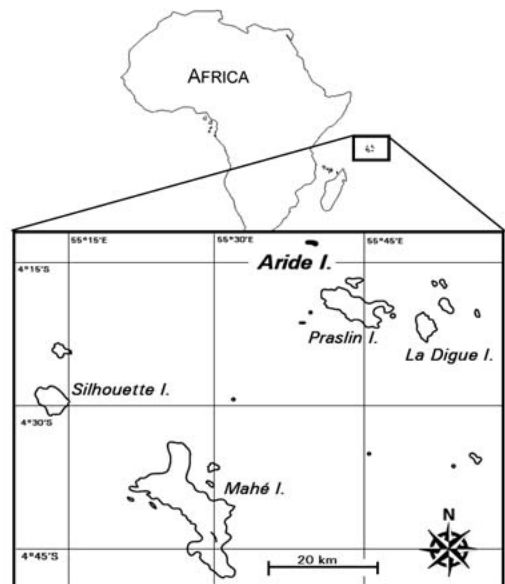 AFRICA
55°15'E 55°30'E 55°45'E
4°15'S
Aride I.
Praslin I.
La Digue I.
Silhouette I.
4°30'S
Mahé I.
N
4°45'S
20 km